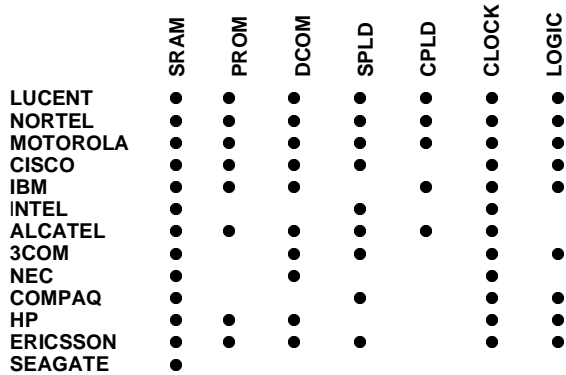 SRAM PROM DCOM SPLD CPLD CLOCK LOGIC
LUCENT ● ● ● ● ● ● ●
NORTEL ● ● ● ● ● ● ●
MOTOROLA ● ● ● ● ● ● ●
CISCO ● ● ● ● ● ●
IBM ● ● ● ● ● ●
INTEL ● ● ●
ALCATEL ● ● ● ● ● ●
3COM ● ● ● ● ●
NEC ● ● ●
COMPAQ ● ● ● ●
HP ● ● ● ● ●
ERICSSON ● ● ● ● ● ●
SEAGATE ●